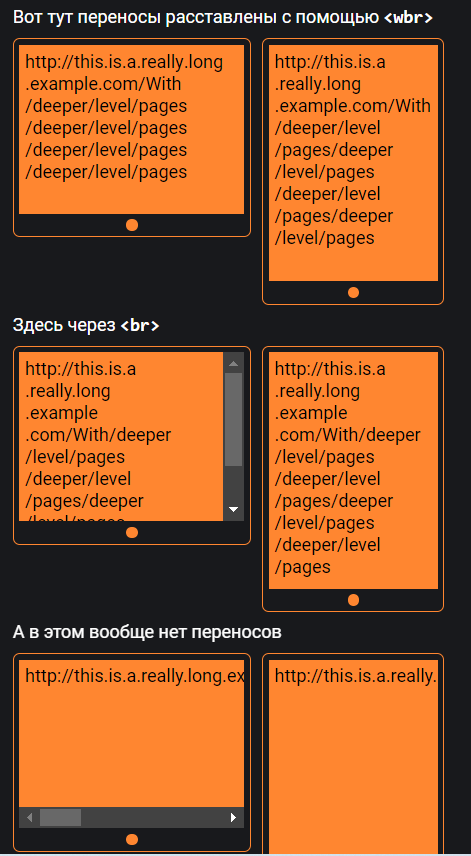 Вот тут переносы расставлены с помощью <wbr>
http://this.is.a.really.long
.example.com/With
/deeper/level/pages
/deeper/level/pages
/deeper/level/pages
/deeper/level/pages
http://this.is.a
.really.long
.example.com/With
/deeper/level
/pages/deeper
/level/pages
/deeper/level
/pages/deeper
/level/pages
Здесь через <br>
http://this.is.a
.really.long
.example
.com/With/deeper
/level/pages
/deeper/level
/pages/deeper
/level/pages
http://this.is.a
.really.long
.example
.com/With/deeper
/level/pages
/deeper/level
/pages/deeper
/level/pages
/deeper/level
/pages
А в этом вообще нет переносов
http://this.is.a.really.long.ex
http://this.is.a.really.